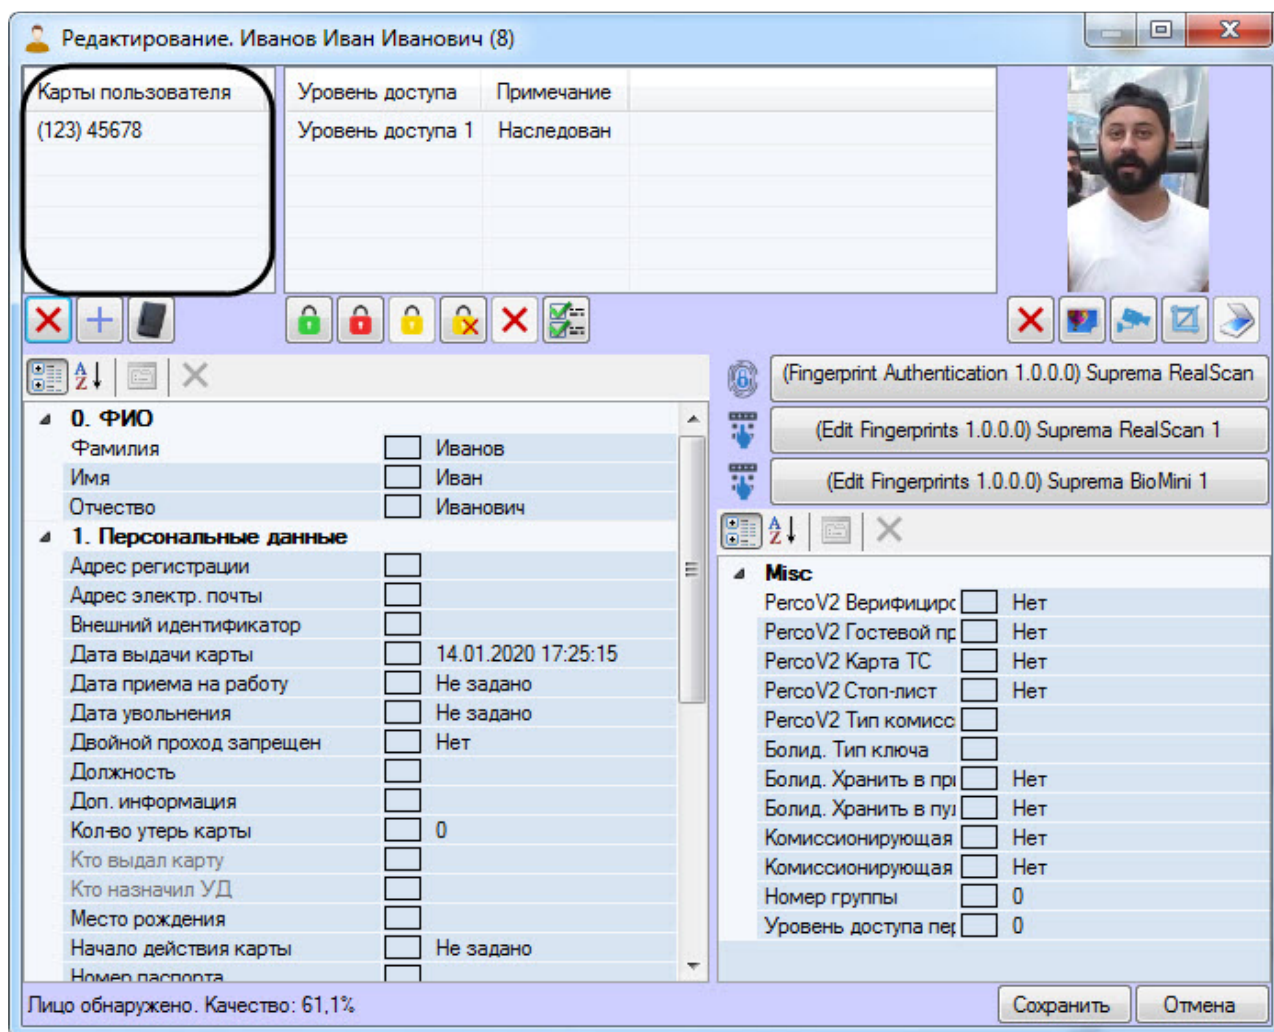 Редактирование. Иванов Иван Иванович (8)
Карты пользователя
(123) 45678
Уровень доступа Примечание
Уровень доступа 1 Наследован
(Fingerprint Authentication 1.0.0.0) Suprema RealScan
(Edit Fingerprints 1.0.0.0) Suprema RealScan 1
(Edit Fingerprints 1.0.0.0) Suprema BioMini 1
0. ФИО
Фамилия Иванов
Имя Иван
Отчество Иванович
1. Персональные данные
Адрес регистрации
Адрес электр. почты
Внешний идентификатор
Дата выдачи карты 14.01.2020 17:25:15
Дата приема на работу Не задано
Дата увольнения Не задано
Двойной проход запрещен Нет
Должность
Доп. информация
Кол-во утерь карты 0
Кто выдал карту
Кто назначил УД
Место рождения
Начало действия карты Не задано
Номер паспорта
Misc
PercoV2 Верифициро Нет
PercoV2 Гостевой пр Нет
PercoV2 Карта ТС Нет
PercoV2 Стоп-лист Нет
PercoV2 Тип комисс
Болид. Тип ключа
Болид. Хранить в при Нет
Болид. Хранить в пул Нет
Комиссионирующая Нет
Комиссионирующая Нет
Номер группы 0
Уровень доступа пер 0
Лицо обнаружено. Качество: 61,1%
Сохранить
Отмена